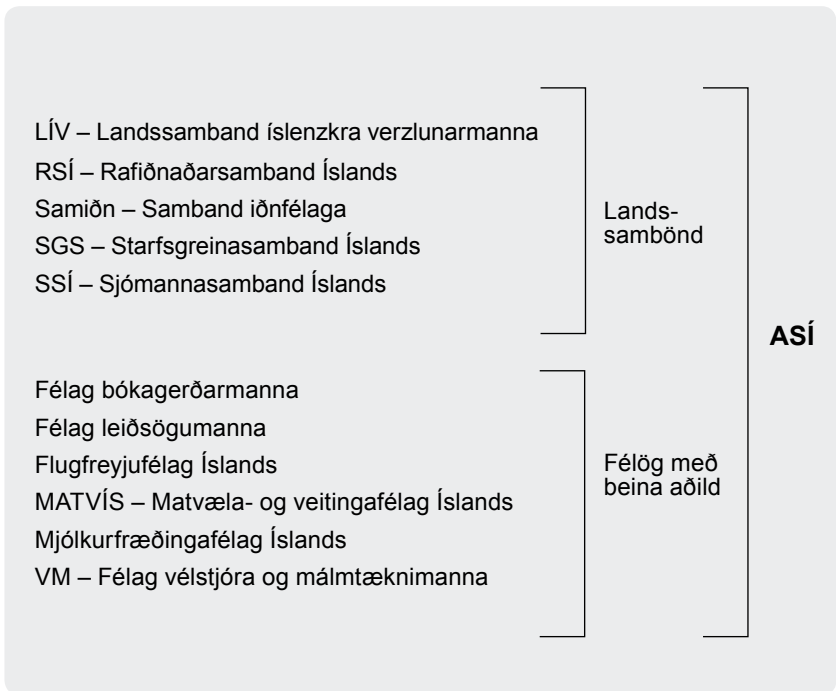 LÍV – Landssamband íslenzkra verzlunarmanna
RSÍ – Rafiðnaðarsamband Íslands
Samiðn – Samband iðnfélaga
SGS – Starfsgreinasamband Íslands
SSÍ – Sjómannasamband Íslands
Lands-
sambönd
Félag bókagerðarmanna
Félag leiðsögumanna
Flugfreyjufélag Íslands
MATVÍS – Matvæla- og veitingafélag Íslands
Mjólkurfræðingafélag Íslands
VM – Félag vélstjóra og málmtæknimanna
Félög með
beina aðild
ASÍ